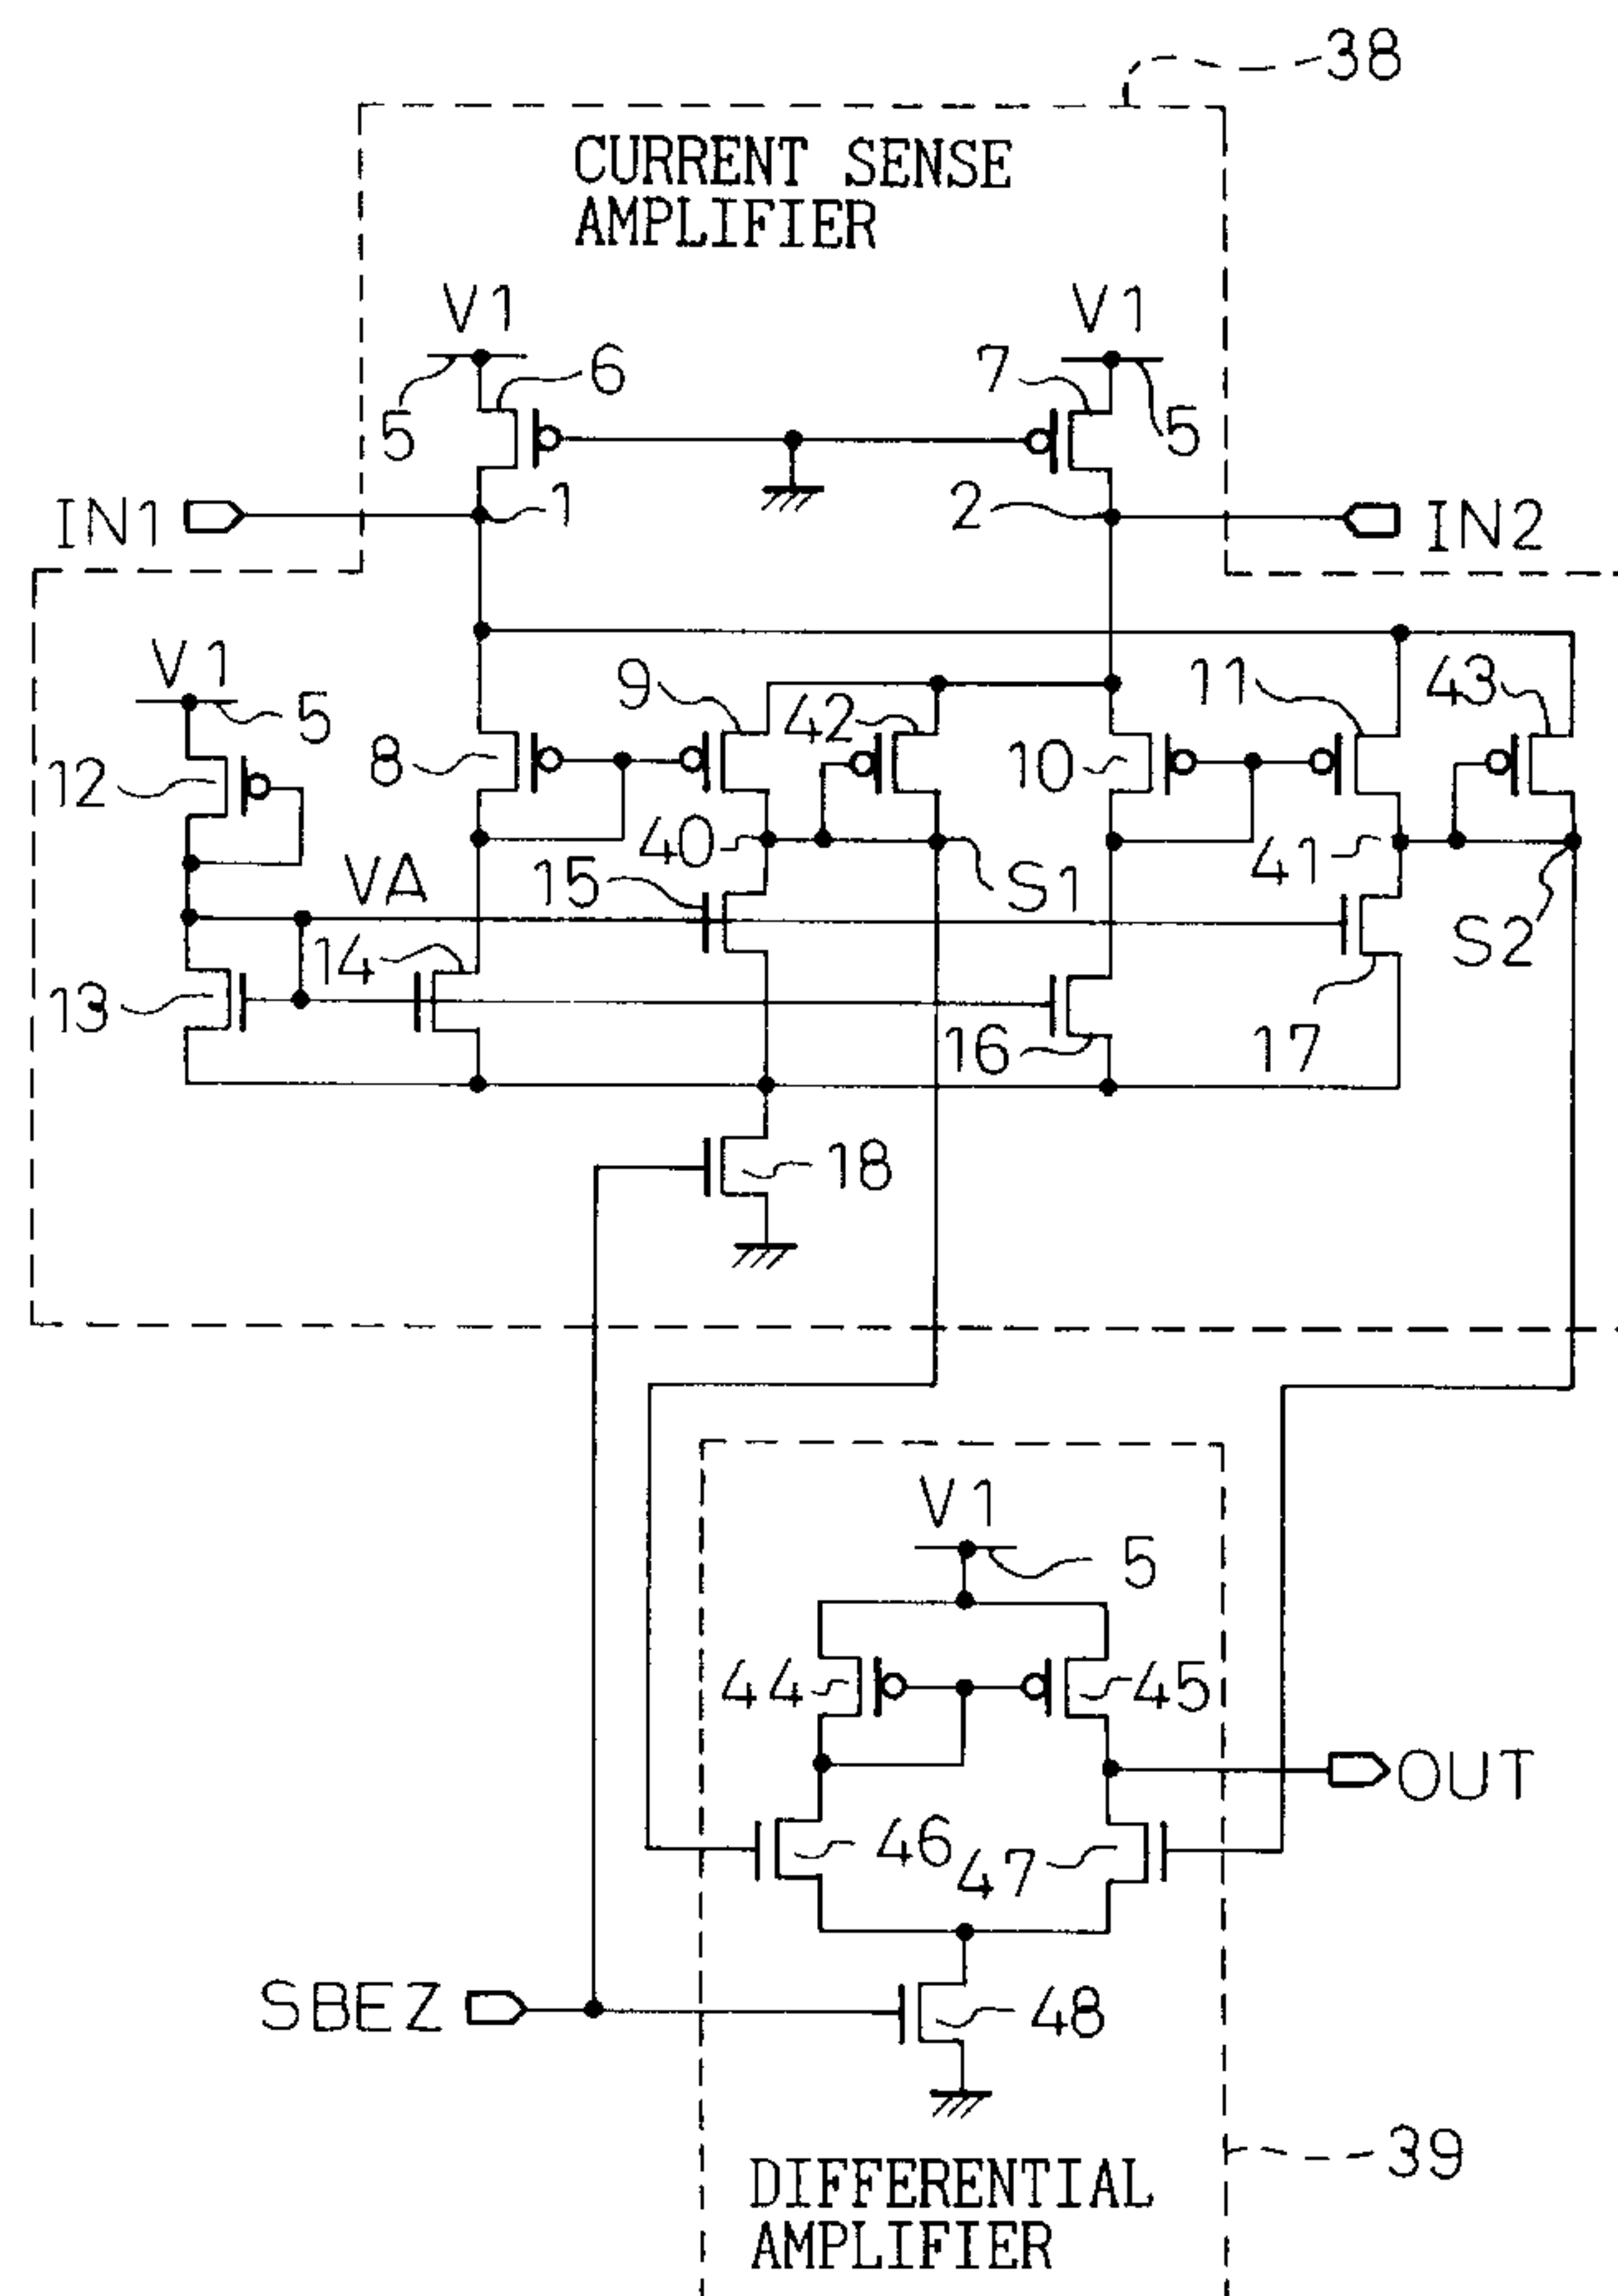 38
CURRENT SENSE
AMPLIFIER
V1
V1
6
7
5
5
IN1
1
2
IN2
V1
5
9
42
11
43
12
8
10
40
41
VA
15
S1
S2
13
14
16
17
18
V1
5
44
45
OUT
46
47
SBEZ
48
39
DIFFERENTIAL
AMPLIFIER